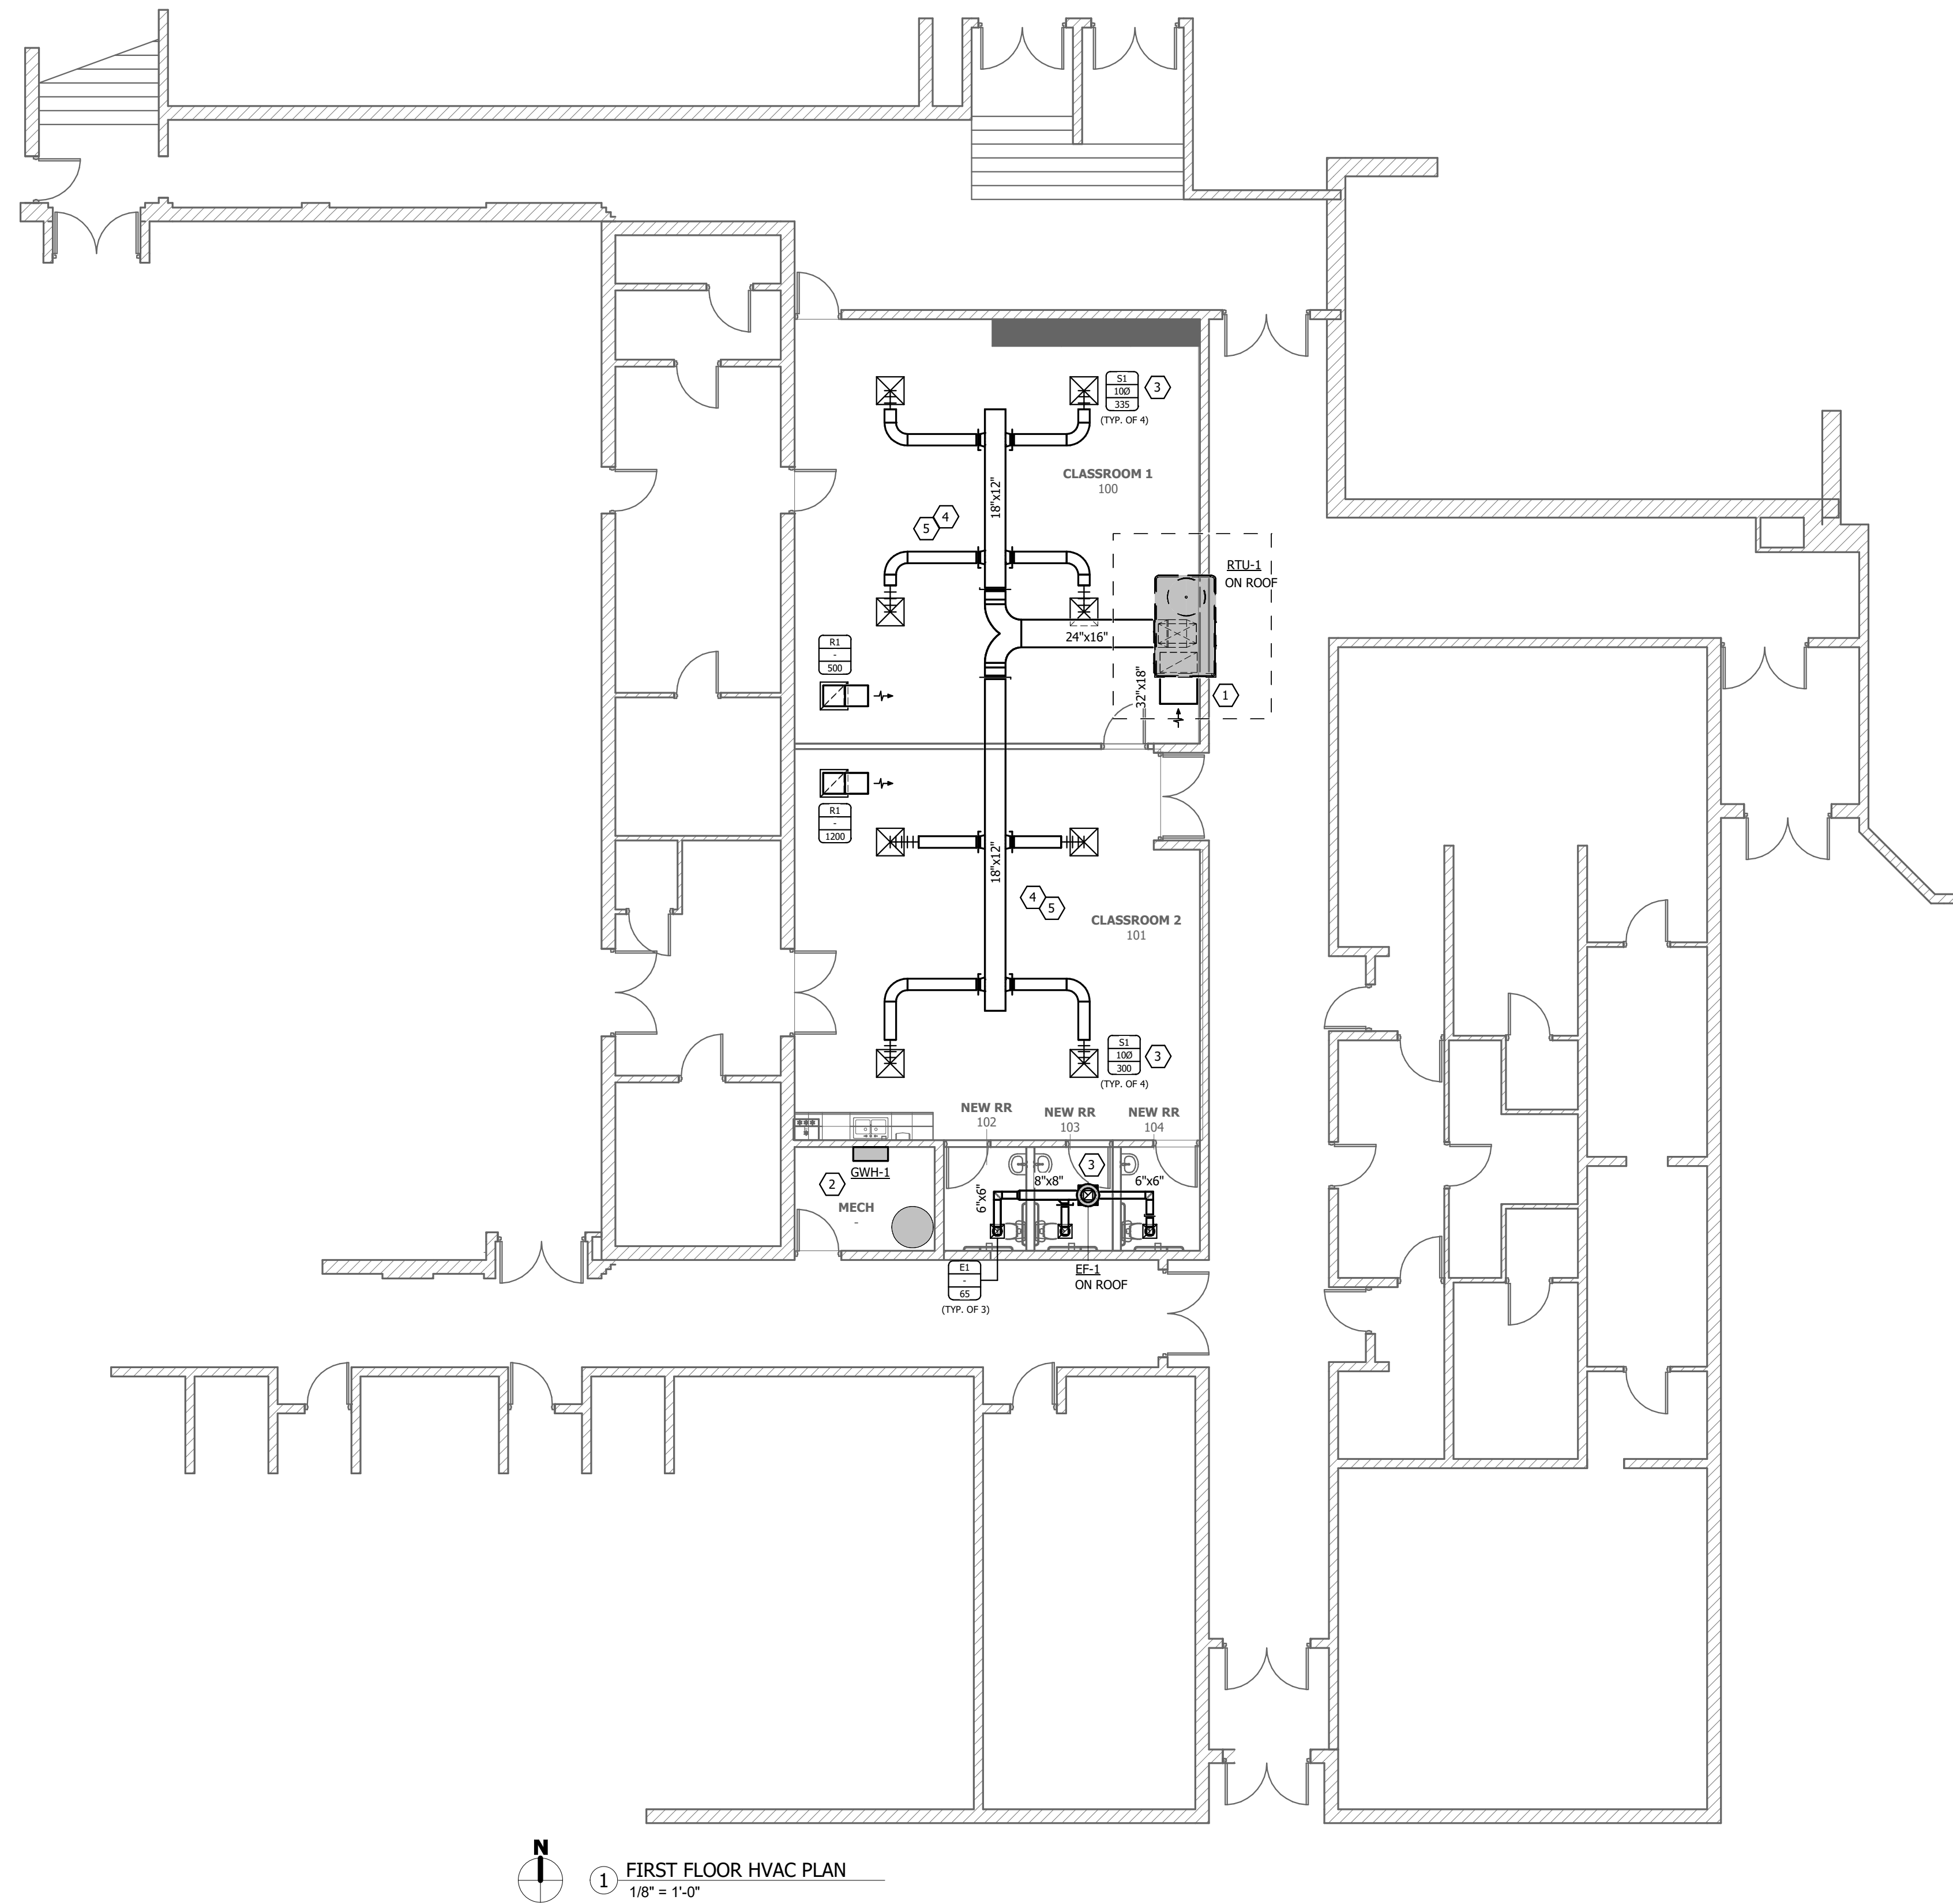 S1
10Ø
335
(TYP. OF 4)
3
CLASSROOM 1
100
18"x12"
4
5
RTU-1
ON ROOF
24"x16"
R1
-
500
32"x18"
1
R1
-
1200
18"x12"
4
5
CLASSROOM 2
101
S1
10Ø
300
(TYP. OF 4)
3
NEW RR
102
NEW RR
103
NEW RR
104
GWH-1
2
MECH
-
3
6"x6"
8"x8"
6"x6"
E1
-
65
(TYP. OF 3)
EF-1
ON ROOF
N
1
FIRST FLOOR HVAC PLAN
1/8" = 1'-0"